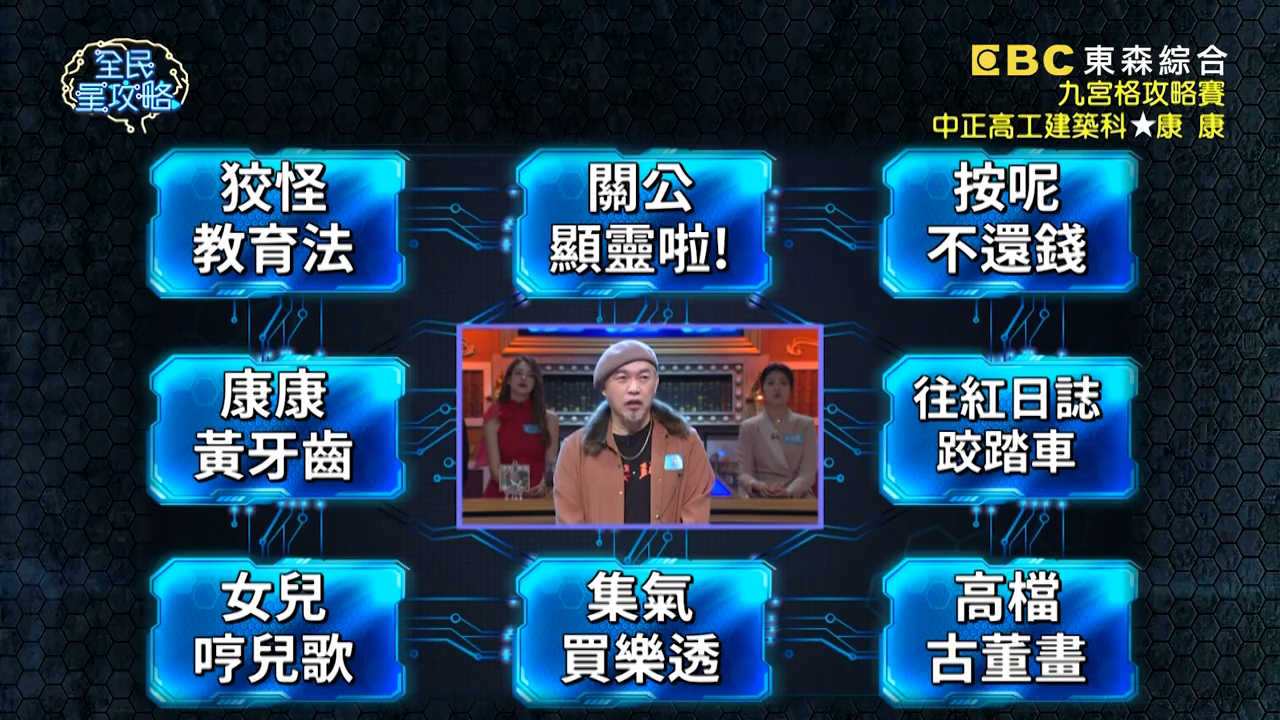 全民
星攻略
EBC 東森綜合
九宮格攻略賽
中正高工建築科★康 康
狡怪
教育法
關公
顯靈啦!
按呢
不還錢
康康
黃牙齒
往紅日誌
跤踏車
女兒
哼兒歌
集氣
買樂透
高檔
古董畫